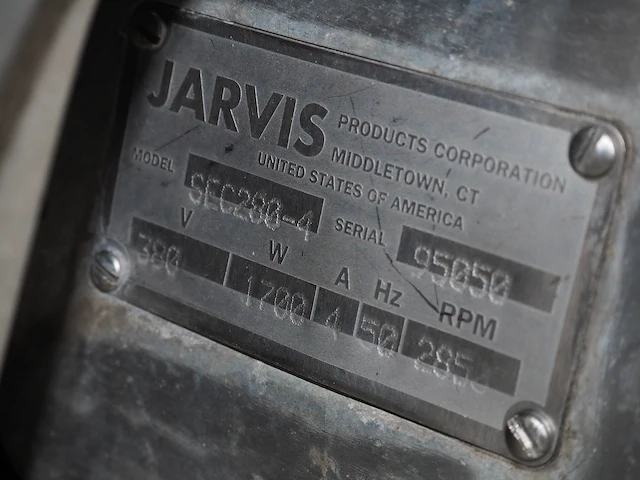 JARVIS PRODUCTS CORPORATION
MIDDLETOWN, CT
UNITED STATES OF AMERICA
MODEL SEC280-4 SERIAL 95050
V W A Hz RPM
380 1700 4 50 2850